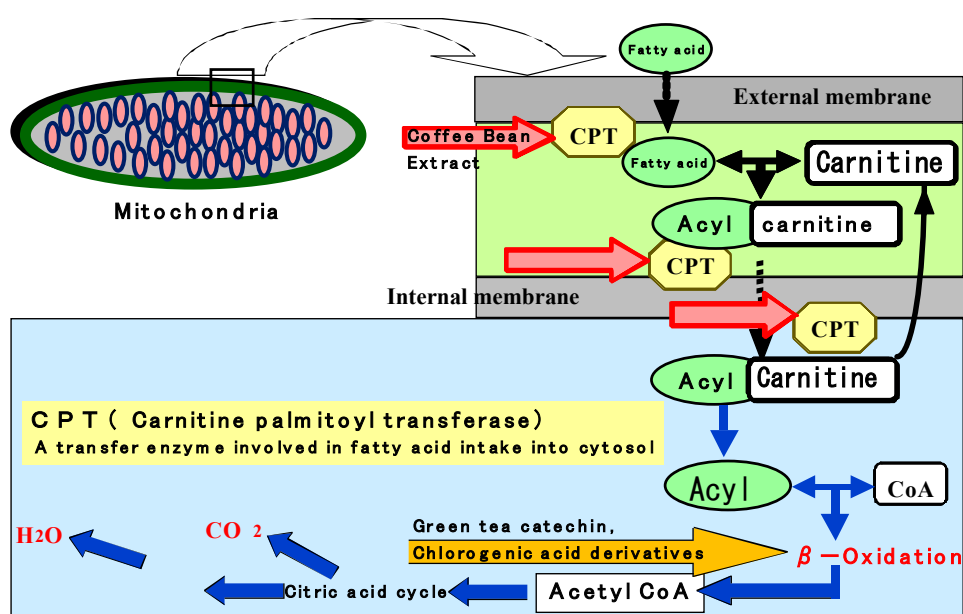 Fatty acid
External membrane
Coffee Bean
Extract
CPT
Fatty acid
Carnitine
Mitochondria
Acyl
carnitine
CPT
Internal membrane
CPT
Acyl
Carnitine
CPT ( Carnitine palmitoyl transferase)
A transfer enzyme involved in fatty acid intake into cytosol
Acyl
CoA
Green tea catechin,
Chlorogenic acid derivatives
β－Oxidation
H2O
CO 2
Citric acid cycle
Acetyl CoA